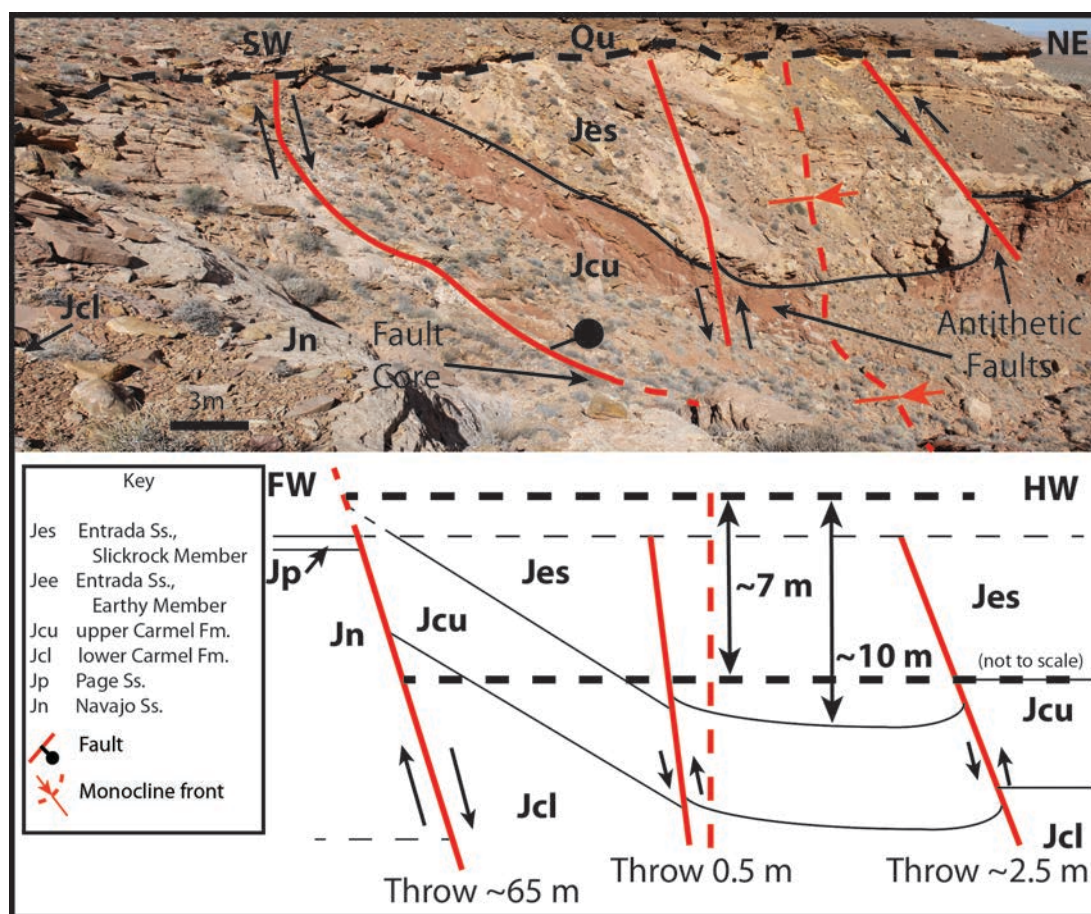 SW
Qu
NE
Jes
Jcu
Jcl
Jn
Fault
Core
Antithetic
Faults
3m
Key
Jes Entrada Ss.,
Slickrock Member
Jee Entrada Ss.,
Earthy Member
Jcu upper Carmel Fm.
Jcl lower Carmel Fm.
Jp Page Ss.
Jn Navajo Ss.
Fault
Monocline front
FW
HW
Jp
Jes
~7 m
Jes
Jn
Jcu
~10 m
(not to scale)
Jcu
Jcl
Jcl
Throw ~65 m
Throw 0.5 m
Throw ~2.5 m